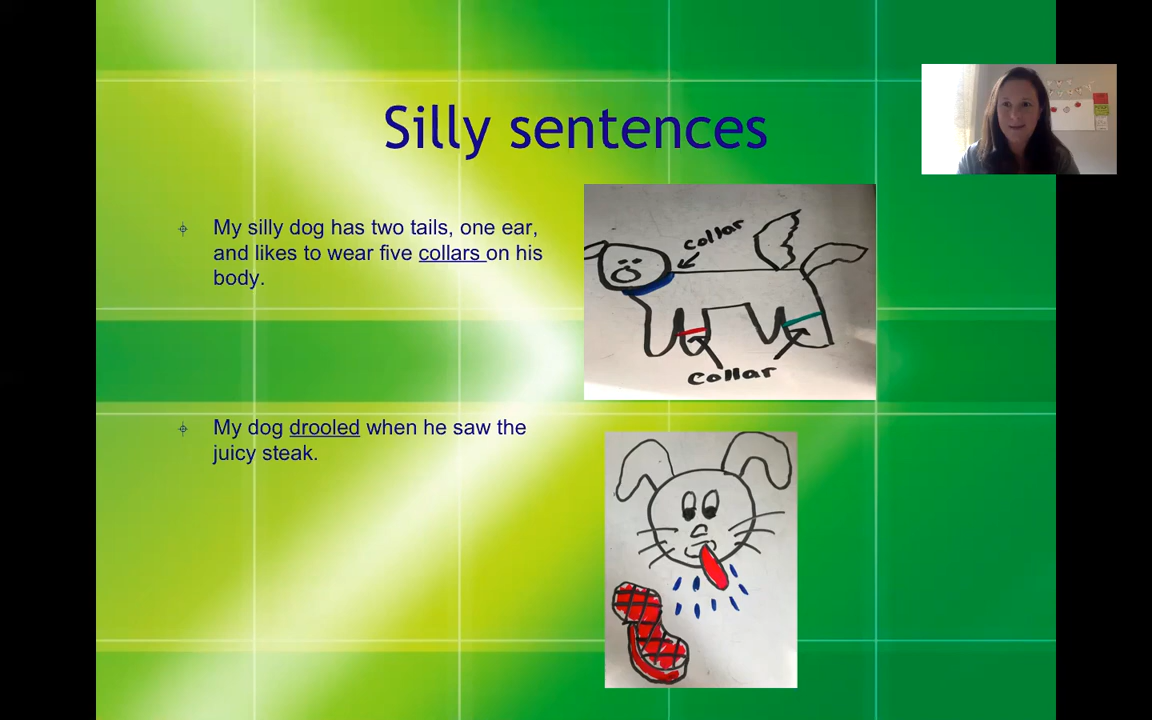 Silly sentences
My silly dog has two tails, one ear,
and likes to wear five collars on his
body.
collar
collar
My dog drooled when he saw the
juicy steak.